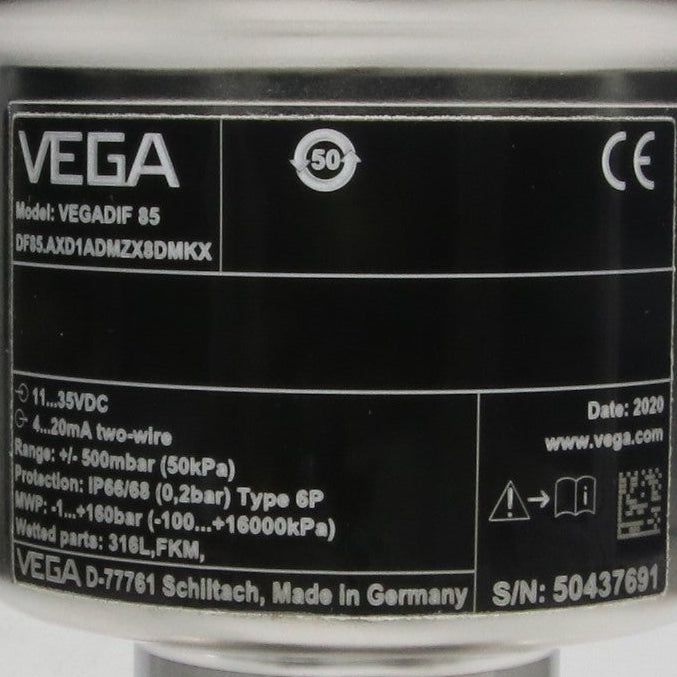 VEGA
50
CE
Model: VEGADIF 85
DF85.AXD1ADMZX8DMKX
11...35VDC
4...20mA two-wire
Range: +/- 500mbar (50kPa)
Protection: IP66/68 (0,2bar) Type 6P
MWP: -1...+160bar (-100...+16000kPa)
Wetted parts: 316L,FKM,
VEGA D-77761 Schiltach, Made in Germany
Date: 2020
www.vega.com
S/N: 50437691